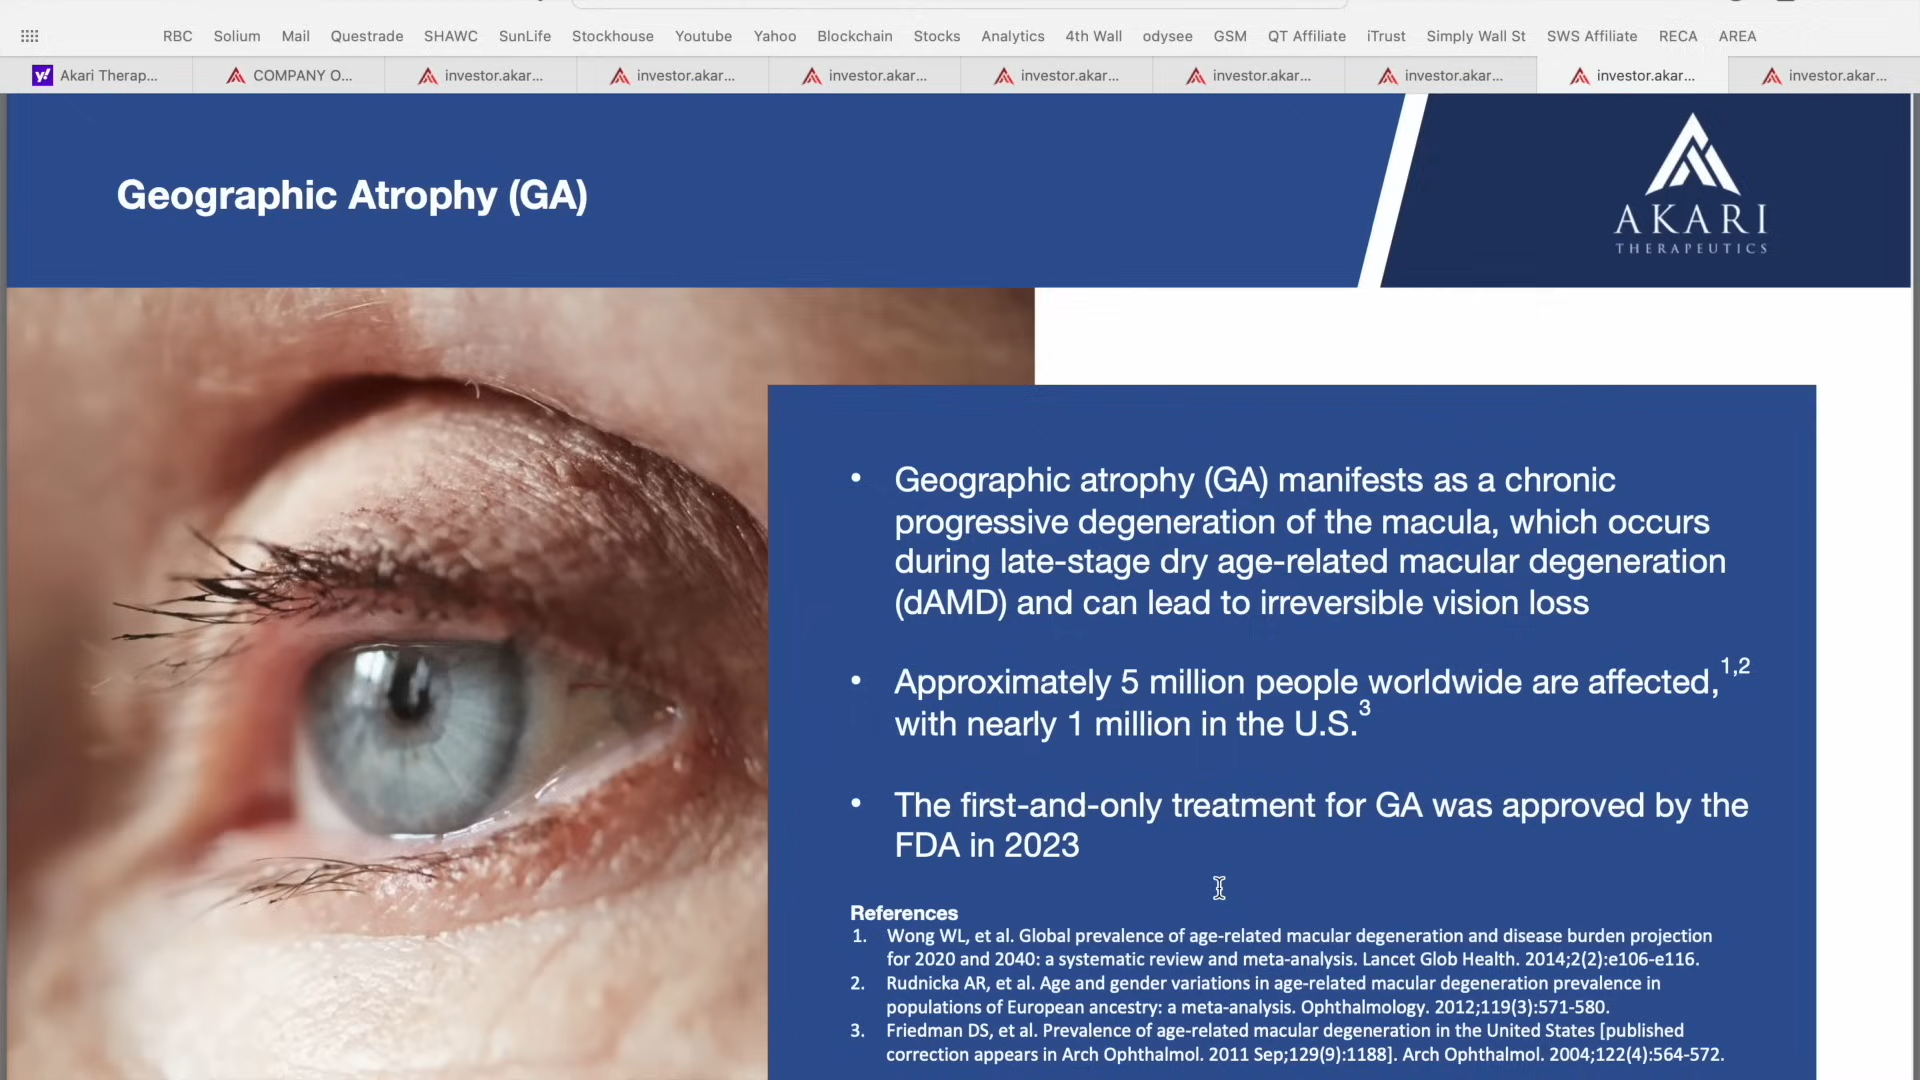 RBC Solium Mail Questrade SHAWC SunLife Stockhouse Youtube Yahoo Blockchain Stocks Analytics 4th Wall odysee GSM QT Affiliate iTrust Simply Wall St SWS Affiliate RECA AREA
y! Akari Therap... COMPANY O... investor.akar... investor.akar... investor.akar... investor.akar... investor.akar... investor.akar... investor.akar... investor.akar...
Geographic Atrophy (GA)
AKARI
THERAPEUTICS
• Geographic atrophy (GA) manifests as a chronic
progressive degeneration of the macula, which occurs
during late-stage dry age-related macular degeneration
(dAMD) and can lead to irreversible vision loss
• Approximately 5 million people worldwide are affected,1,2
with nearly 1 million in the U.S.3
• The first-and-only treatment for GA was approved by the
FDA in 2023
References
1. Wong WL, et al. Global prevalence of age-related macular degeneration and disease burden projection
for 2020 and 2040: a systematic review and meta-analysis. Lancet Glob Health. 2014;2(2):e106-e116.
2. Rudnicka AR, et al. Age and gender variations in age-related macular degeneration prevalence in
populations of European ancestry: a meta-analysis. Ophthalmology. 2012;119(3):571-580.
3. Friedman DS, et al. Prevalence of age-related macular degeneration in the United States [published
correction appears in Arch Ophthalmol. 2011 Sep;129(9):1188]. Arch Ophthalmol. 2004;122(4):564-572.